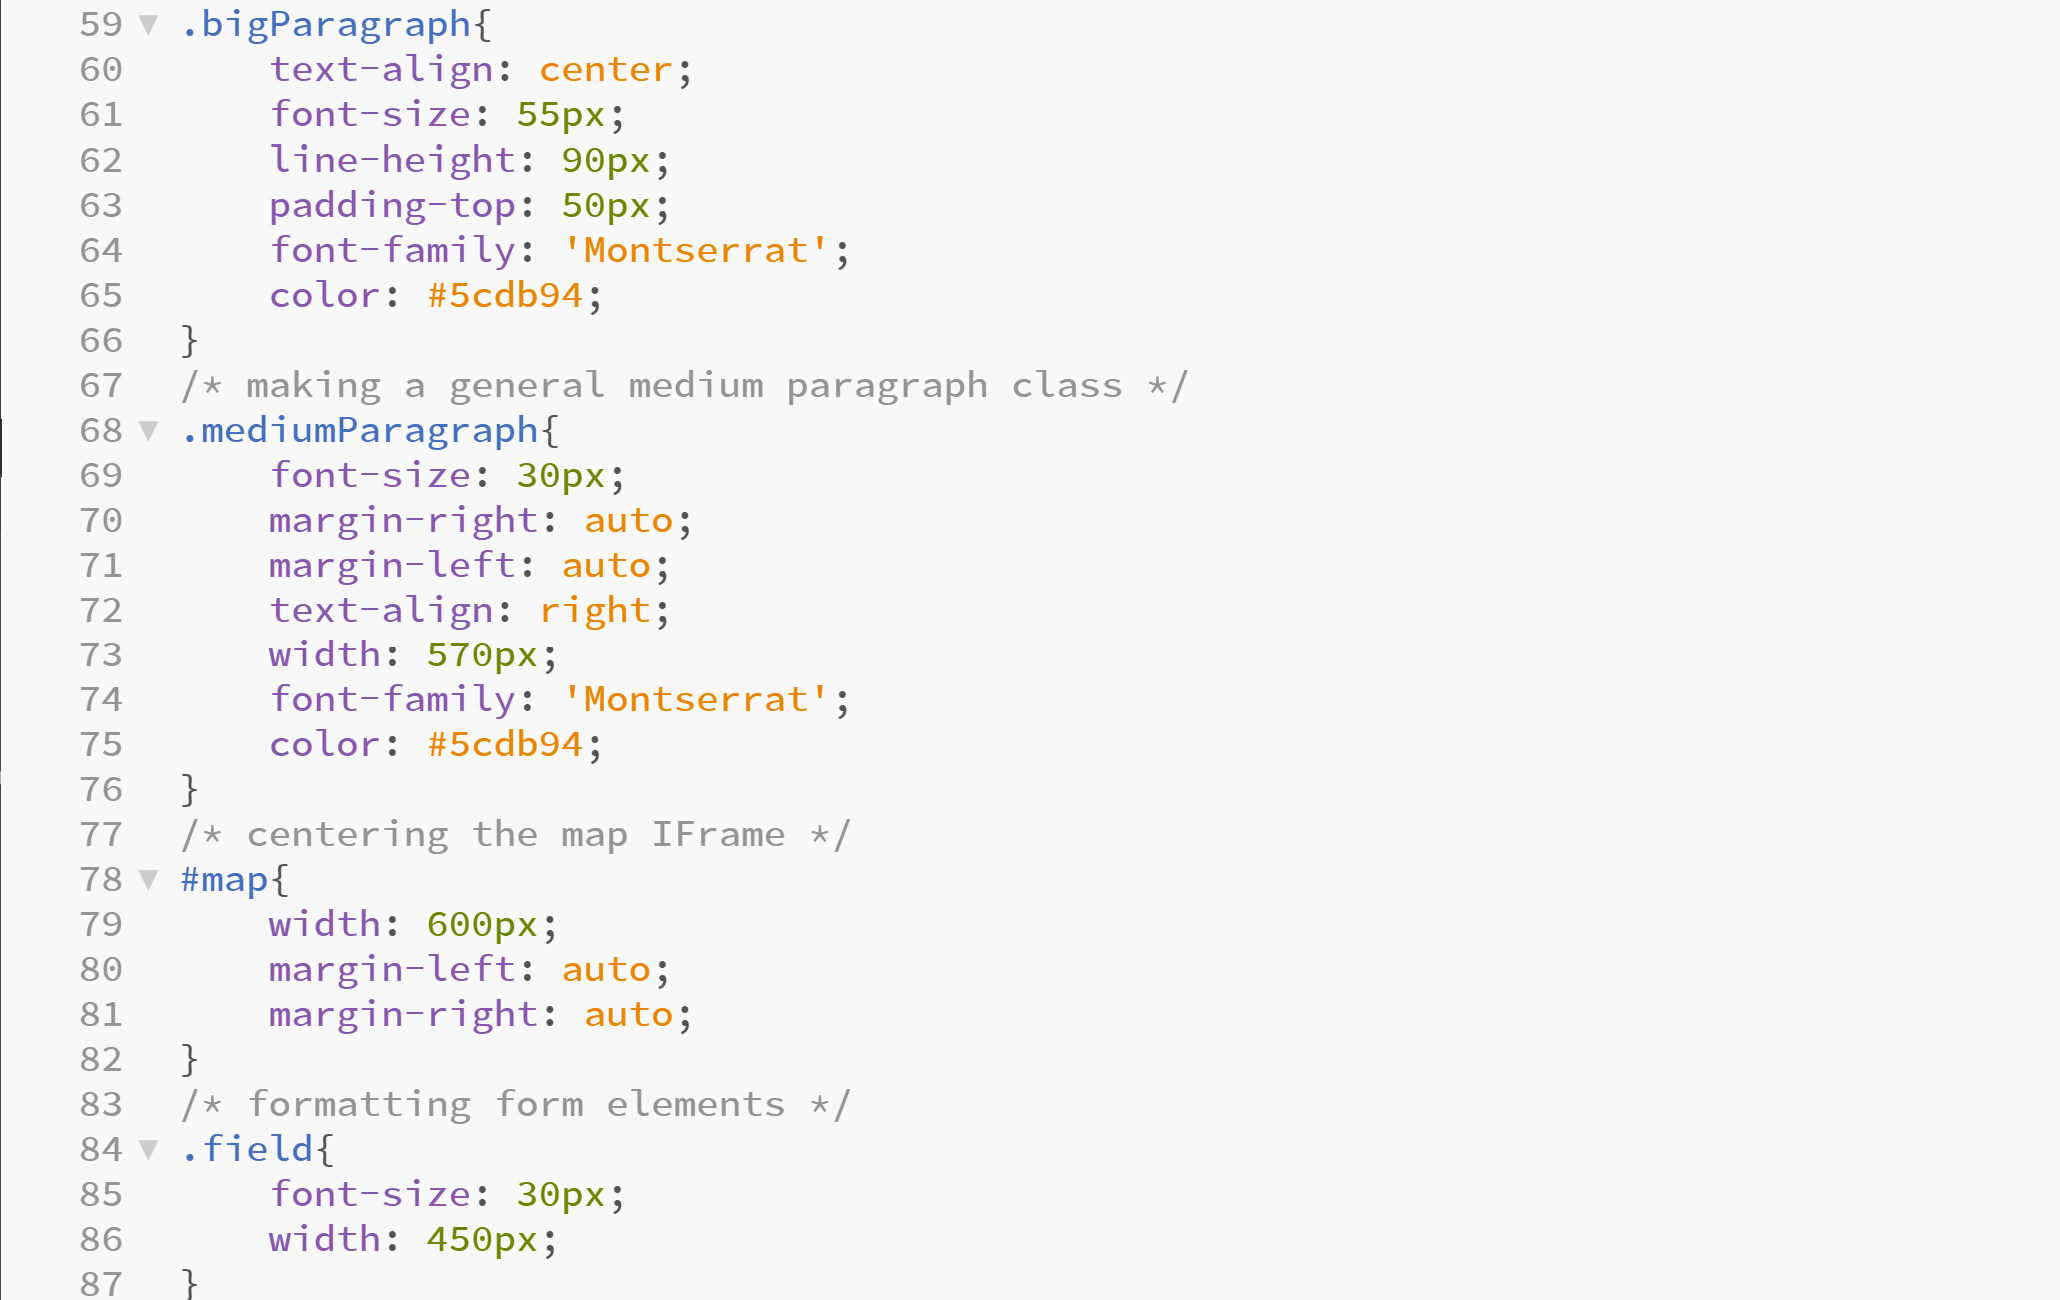 59 ▼ .bigParagraph{
60 text-align: center;
61 font-size: 55px;
62 line-height: 90px;
63 padding-top: 50px;
64 font-family: 'Montserrat';
65 color: #5cdb94;
66 }
67 /* making a general medium paragraph class */
68 ▼ .mediumParagraph{
69 font-size: 30px;
70 margin-right: auto;
71 margin-left: auto;
72 text-align: right;
73 width: 570px;
74 font-family: 'Montserrat';
75 color: #5cdb94;
76 }
77 /* centering the map IFrame */
78 ▼ #map{
79 width: 600px;
80 margin-left: auto;
81 margin-right: auto;
82 }
83 /* formatting form elements */
84 ▼ .field{
85 font-size: 30px;
86 width: 450px;
87 }